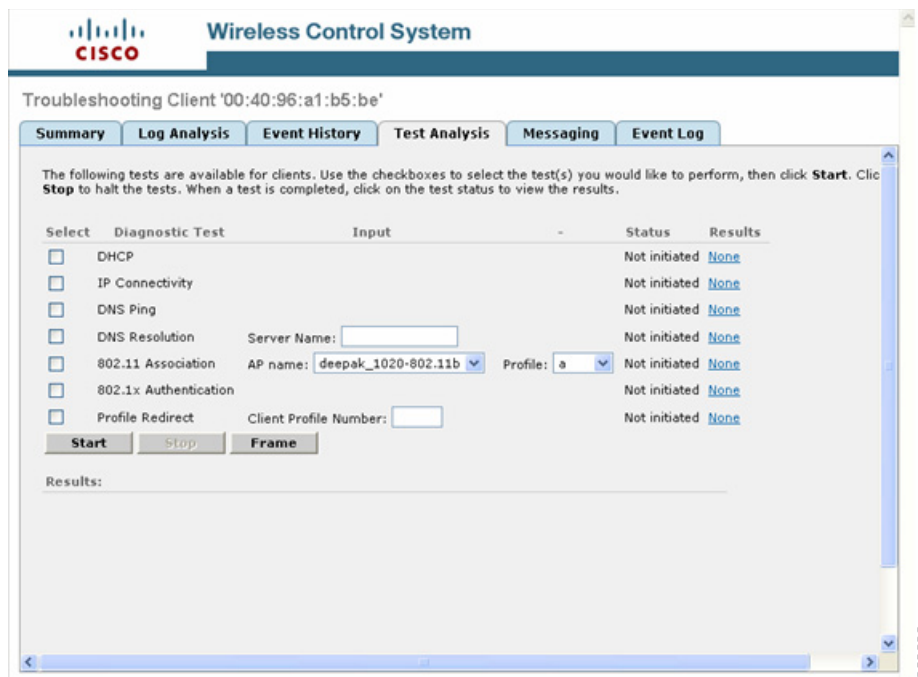 CISCO
Wireless Control System
Troubleshooting Client '00:40:96:a1:b5:be'
Summary Log Analysis Event History Test Analysis Messaging Event Log
The following tests are available for clients. Use the checkboxes to select the test(s) you would like to perform, then click Start. Clic
Stop to halt the tests. When a test is completed, click on the test status to view the results.
Select Diagnostic Test Input - Status Results
DHCP Not initiated None
IP Connectivity Not initiated None
DNS Ping Not initiated None
DNS Resolution Server Name: Not initiated None
802.11 Association AP name: deepak_1020-802.11b Profile: a Not initiated None
802.1x Authentication Not initiated None
Profile Redirect Client Profile Number: Not initiated None
Start Stop Frame
Results: